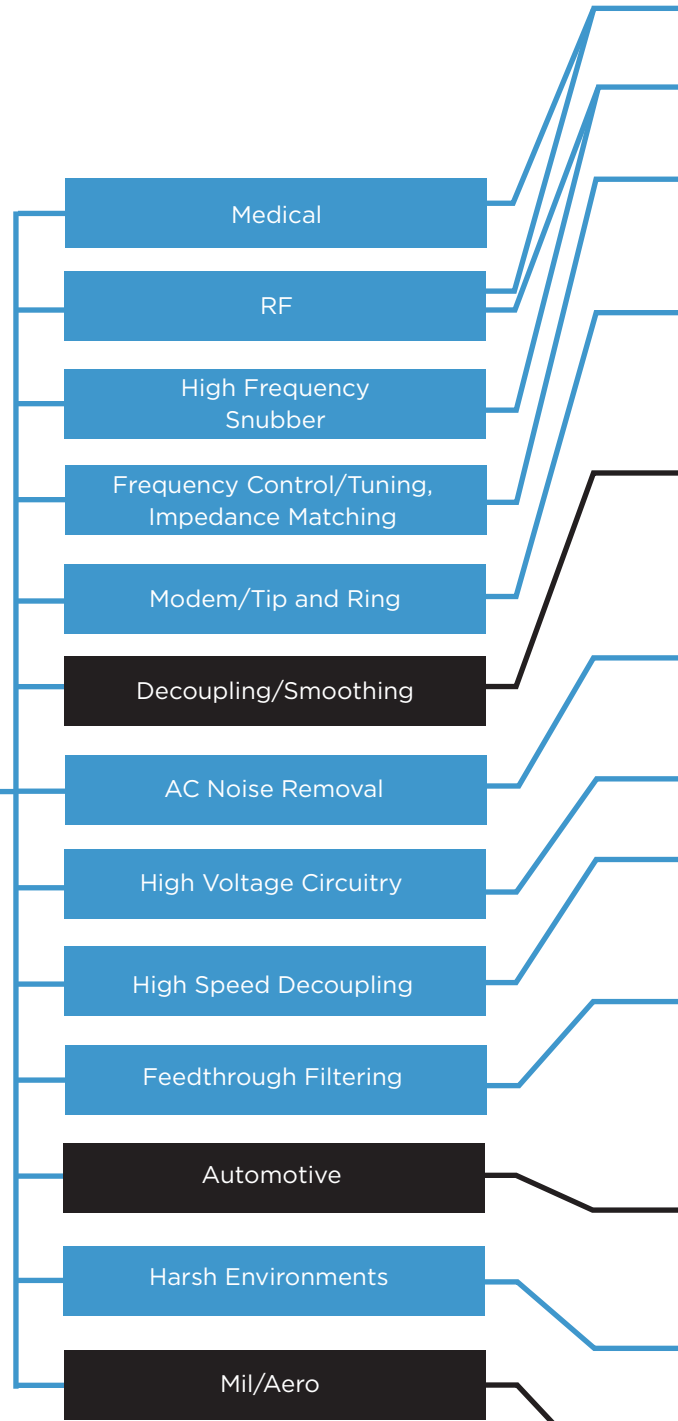 Medical
RF
High Frequency
Snubber
Frequency Control/Tuning,
Impedance Matching
Modem/Tip and Ring
Decoupling/Smoothing
AC Noise Removal
High Voltage Circuitry
High Speed Decoupling
Feedthrough Filtering
Automotive
Harsh Environments
Mil/Aero